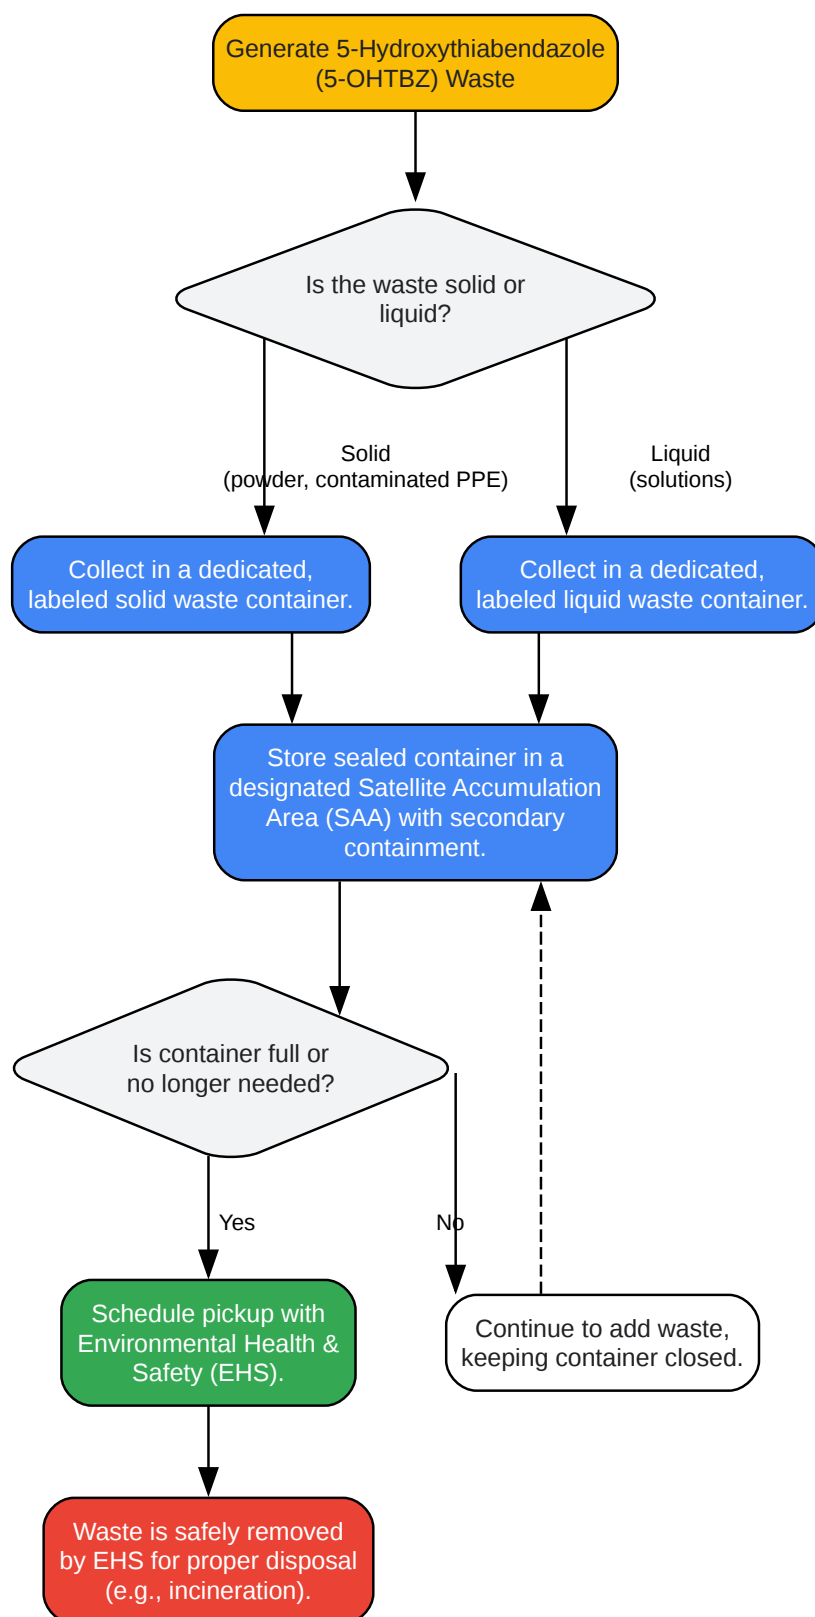 Generate 5-Hydroxythiabendazole
(5-OHTBZ) Waste
Is the waste solid or
liquid?
Solid
(powder, contaminated PPE)
Liquid
(solutions)
Collect in a dedicated,
labeled solid waste container.
Collect in a dedicated,
labeled liquid waste container.
Store sealed container in a
designated Satellite Accumulation
Area (SAA) with secondary
containment.
Is container full or
no longer needed?
Yes
No
Schedule pickup with
Environmental Health &
Safety (EHS).
Continue to add waste,
keeping container closed.
Waste is safely removed
by EHS for proper disposal
(e.g., incineration).